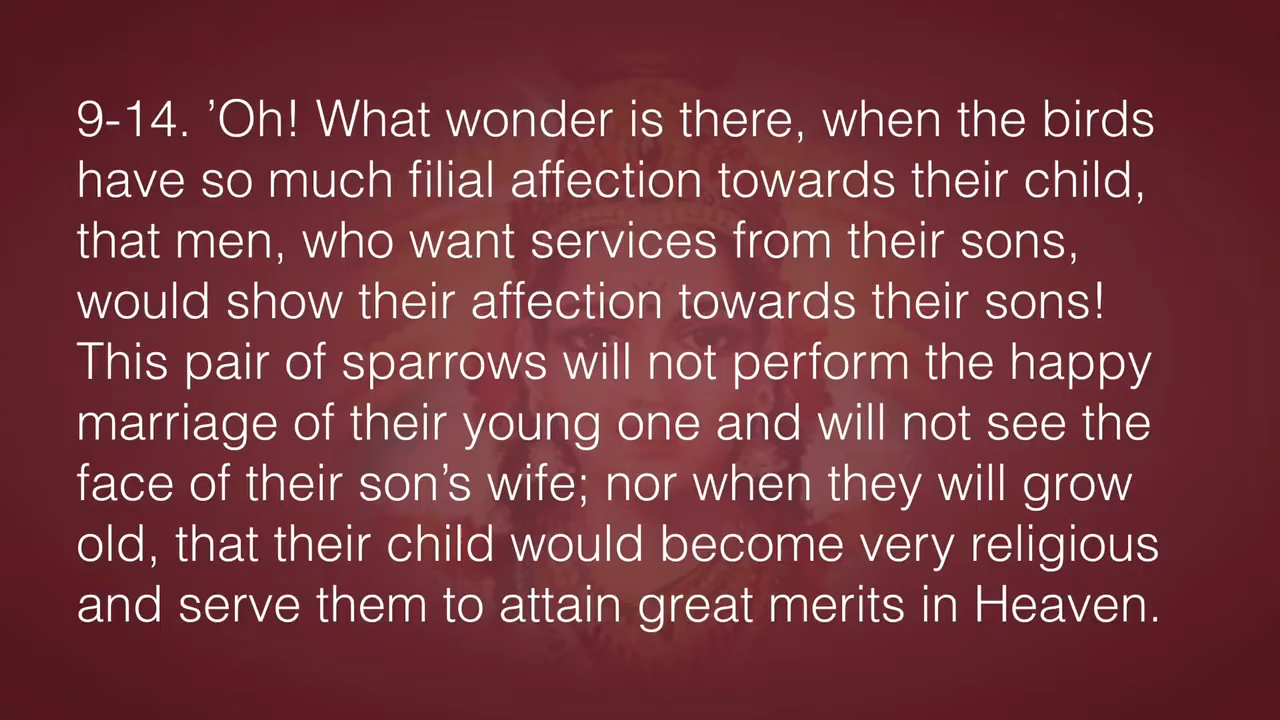 9-14. ’Oh! What wonder is there, when the birds
have so much filial affection towards their child,
that men, who want services from their sons,
would show their affection towards their sons!
This pair of sparrows will not perform the happy
marriage of their young one and will not see the
face of their son’s wife; nor when they will grow
old, that their child would become very religious
and serve them to attain great merits in Heaven.